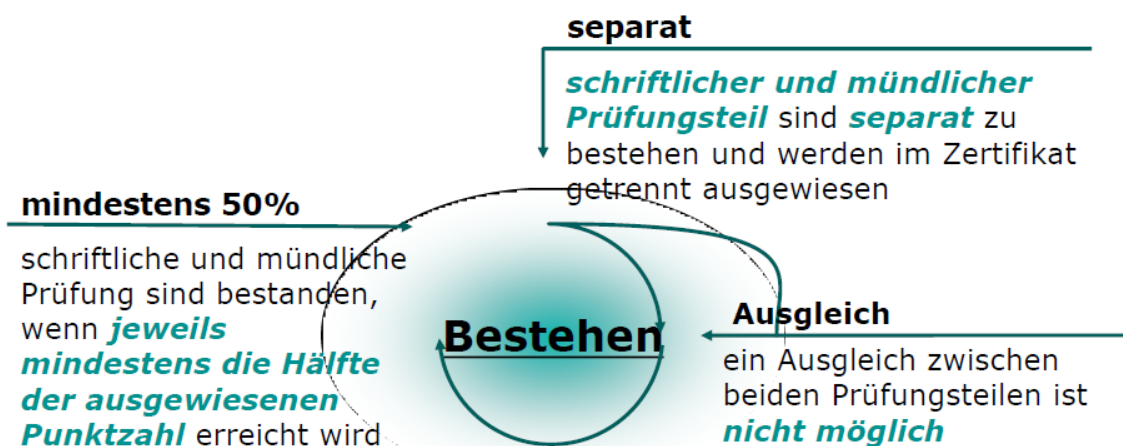 separat
schriftlicher und mündlicher
Prüfungsteil sind separat zu
bestehen und werden im Zertifikat
getrennt ausgewiesen
mindestens 50%
schriftliche und mündliche
Prüfung sind bestanden,
wenn jeweils
mindestens die Hälfte
der ausgewiesenen
Punktzahl erreicht wird
Bestehen
Ausgleich
ein Ausgleich zwischen
beiden Prüfungsteilen ist
nicht möglich